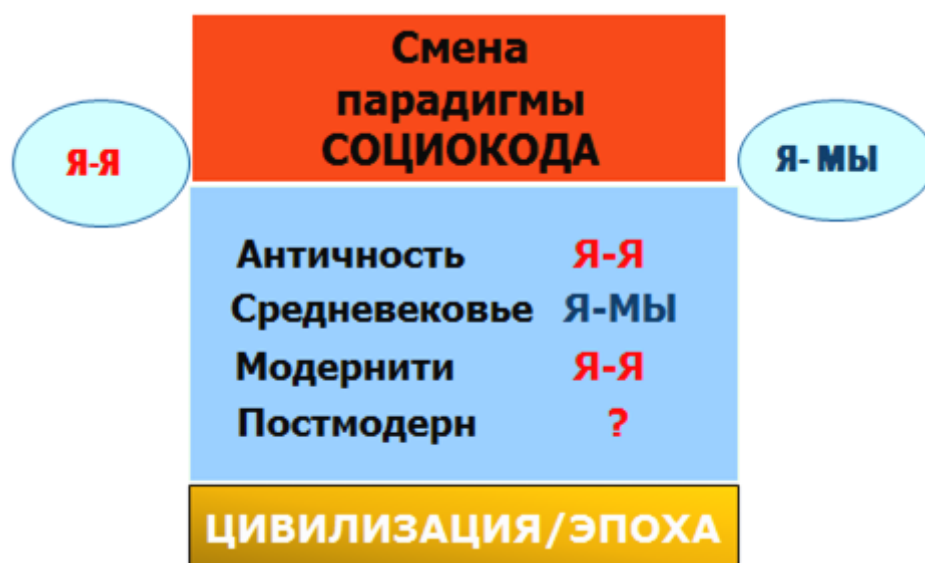 Смена
парадигмы
СОЦИОКОДА
Я-Я
Я- МЫ
Античность Я-Я
Средневековье Я-МЫ
Модернити Я-Я
Постмодерн ?
ЦИВИЛИЗАЦИЯ/ЭПОХА